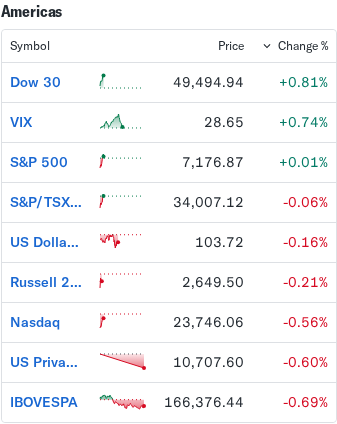 Americas
Symbol Price Change %
Dow 30 49,494.94 +0.81%
VIX 28.65 +0.74%
S&P 500 7,176.87 +0.01%
S&P/TSX... 34,007.12 -0.06%
US Dolla... 103.72 -0.16%
Russell 2... 2,649.50 -0.21%
Nasdaq 23,746.06 -0.56%
US Priva... 10,707.60 -0.60%
IBOVESPA 166,376.44 -0.69%